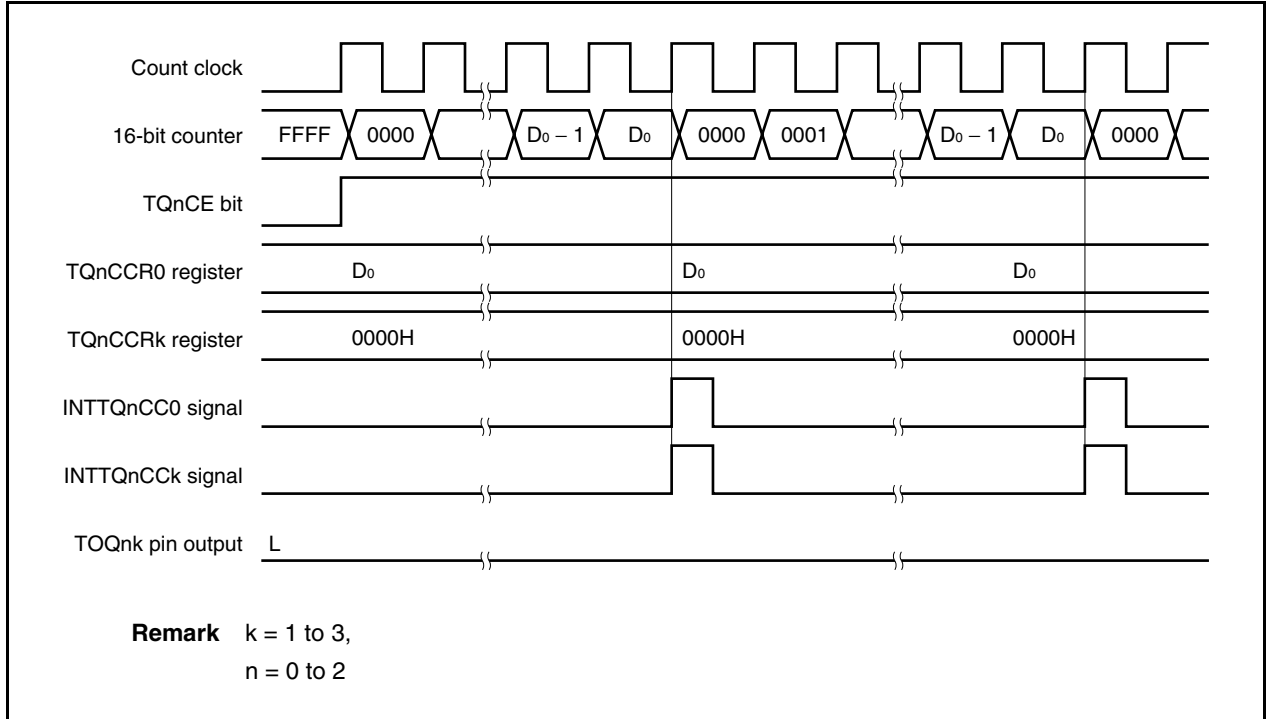 Count clock
16-bit counter FFFF 0000 D₀ − 1 D₀ 0000 0001 D₀ − 1 D₀ 0000
TQnCE bit
TQnCCR0 register D₀ D₀ D₀
TQnCCRk register 0000H 0000H 0000H
INTTQnCC0 signal
INTTQnCCk signal
TOQnk pin output L
Remark k = 1 to 3,
n = 0 to 2